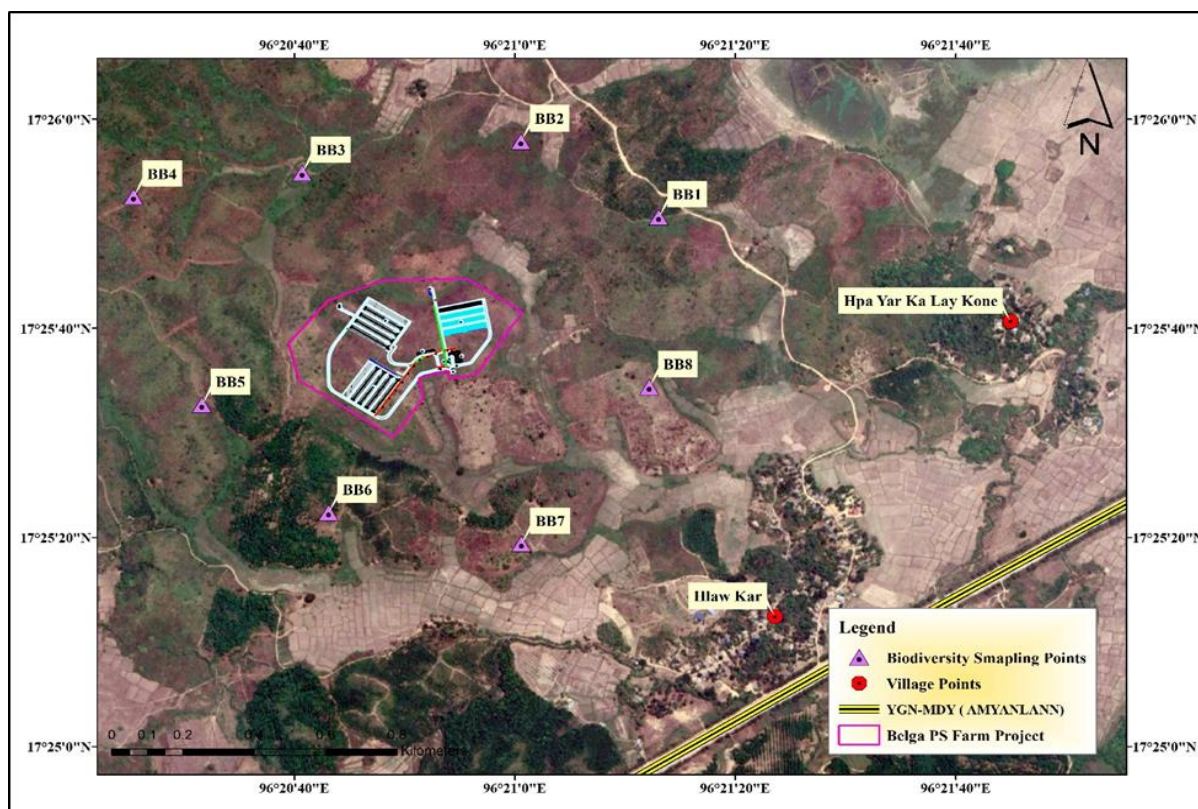 96°20'40"E 96°21'0"E 96°21'20"E 96°21'40"E
17°26'0"N 17°26'0"N
N
BB2
BB3
BB4
BB1
Hpa Yar Ka Lay Kone
17°25'40"N 17°25'40"N
BB8
BB5
BB6
BB7
17°25'20"N 17°25'20"N
Hlaw Kar
Legend
Biodiversity Smapling Points
Village Points
YGN-MDY ( AMYANLANN)
Belga PS Farm Project
0 0.1 0.2 0.4 0.6 0.8
Kilometers
17°25'0"N 17°25'0"N
96°20'40"E 96°21'0"E 96°21'20"E 96°21'40"E